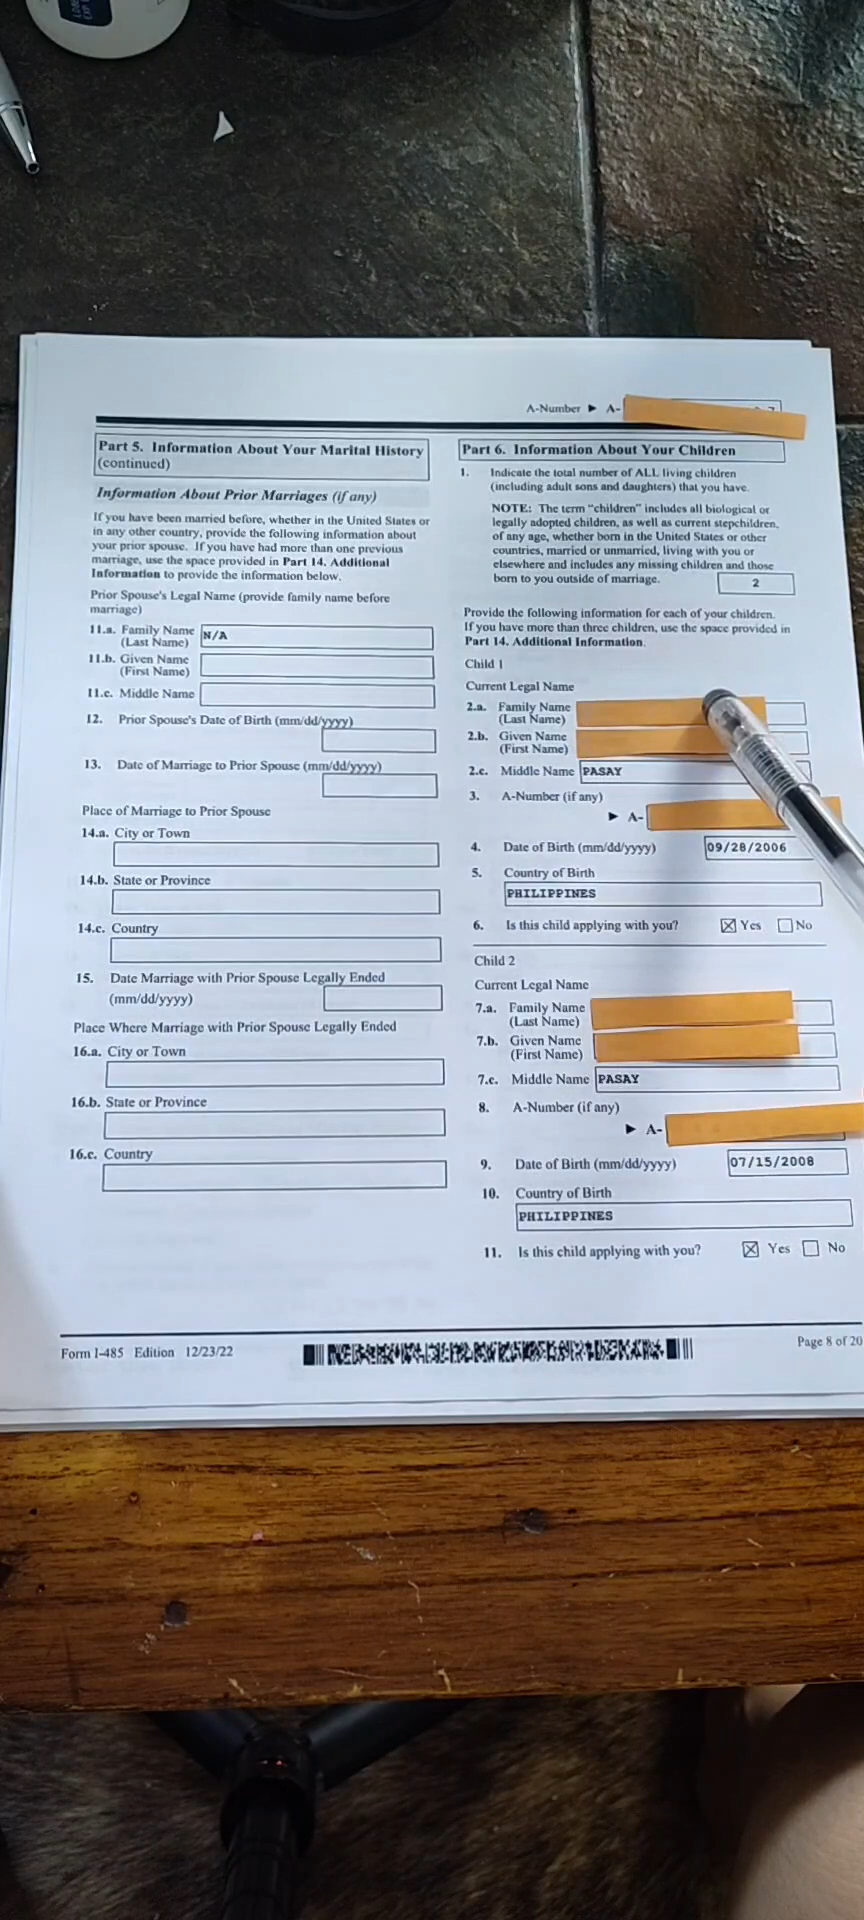 A-Number ► A-
Part 5. Information About Your Marital History
(continued)
Information About Prior Marriages (if any)
If you have been married before, whether in the United States or
in any other country, provide the following information about
your prior spouse. If you have had more than one previous
marriage, use the space provided in Part 14. Additional
Information to provide the information below.
Prior Spouse's Legal Name (provide family name before
marriage)
11.a. Family Name
(Last Name)
N/A
11.b. Given Name
(First Name)
11.c. Middle Name
12. Prior Spouse's Date of Birth (mm/dd/yyyy)
13. Date of Marriage to Prior Spouse (mm/dd/yyyy)
Place of Marriage to Prior Spouse
14.a. City or Town
14.b. State or Province
14.c. Country
15. Date Marriage with Prior Spouse Legally Ended
(mm/dd/yyyy)
Place Where Marriage with Prior Spouse Legally Ended
16.a. City or Town
16.b. State or Province
16.c. Country
Part 6. Information About Your Children
1. Indicate the total number of ALL living children
(including adult sons and daughters) that you have.
NOTE: The term "children" includes all biological or
legally adopted children, as well as current stepchildren,
of any age, whether born in the United States or other
countries, married or unmarried, living with you or
elsewhere and includes any missing children and those
born to you outside of marriage.
2
Provide the following information for each of your children.
If you have more than three children, use the space provided in
Part 14. Additional Information.
Child 1
Current Legal Name
2.a. Family Name
(Last Name)
2.b. Given Name
(First Name)
2.c. Middle Name PASAY
3. A-Number (if any)
► A-
4. Date of Birth (mm/dd/yyyy) 09/28/2006
5. Country of Birth
PHILIPPINES
6. Is this child applying with you? Yes No
Child 2
Current Legal Name
7.a. Family Name
(Last Name)
7.b. Given Name
(First Name)
7.c. Middle Name PASAY
8. A-Number (if any)
► A-
9. Date of Birth (mm/dd/yyyy) 07/15/2008
10. Country of Birth
PHILIPPINES
11. Is this child applying with you? Yes No
Form I-485 Edition 12/23/22
Page 8 of 20